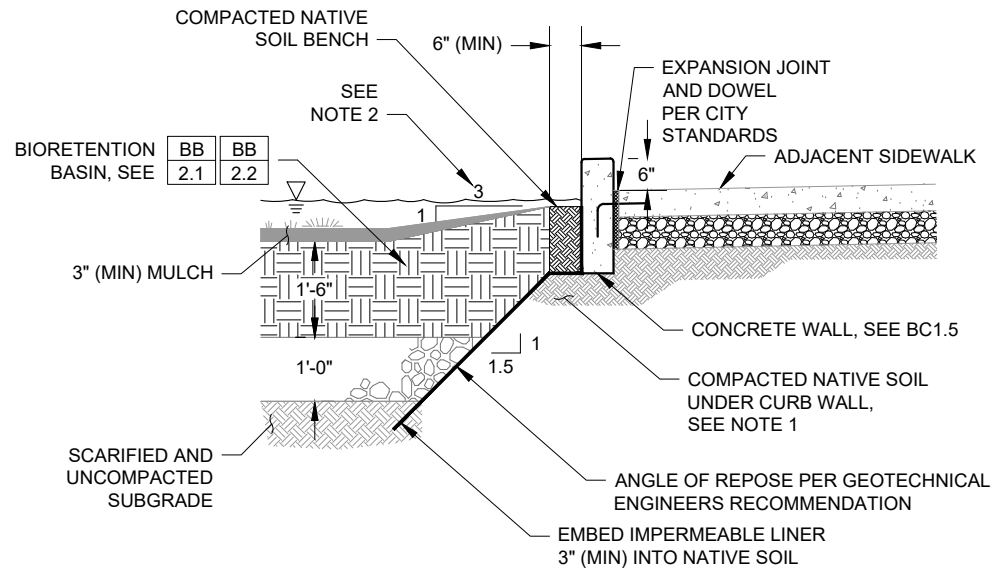 COMPACTED NATIVE
SOIL BENCH
6" (MIN)
EXPANSION JOINT
AND DOWEL
PER CITY
STANDARDS
SEE
NOTE 2
BIORETENTION
BASIN, SEE
BB
2.1
BB
2.2
ADJACENT SIDEWALK
6"
3
1
3" (MIN) MULCH
1'-6"
CONCRETE WALL, SEE BC1.5
1
1.5
1'-0"
COMPACTED NATIVE SOIL
UNDER CURB WALL,
SEE NOTE 1
SCARIFIED AND
UNCOMPACTED
SUBGRADE
ANGLE OF REPOSE PER GEOTECHNICAL
ENGINEERS RECOMMENDATION
EMBED IMPERMEABLE LINER
3" (MIN) INTO NATIVE SOIL